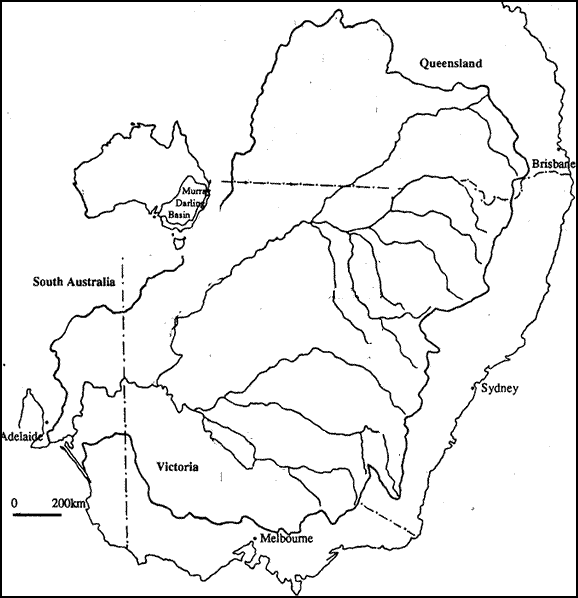 Queensland
Brisbane
Murray
Darling
Basin
South Australia
Sydney
Adelaide
Victoria
0 200km
Melbourne